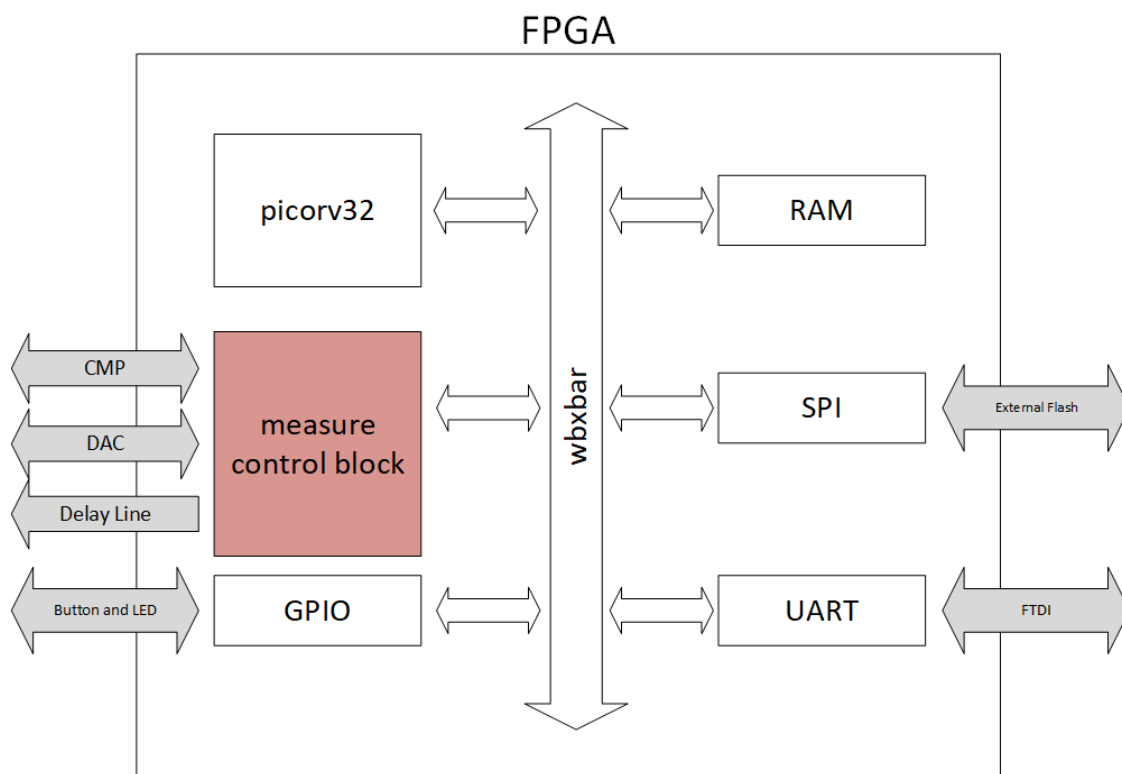 FPGA
picorv32
RAM
CMP
DAC
Delay Line
measure
control block
wbxbar
SPI
External Flash
Button and LED
GPIO
UART
FTDI